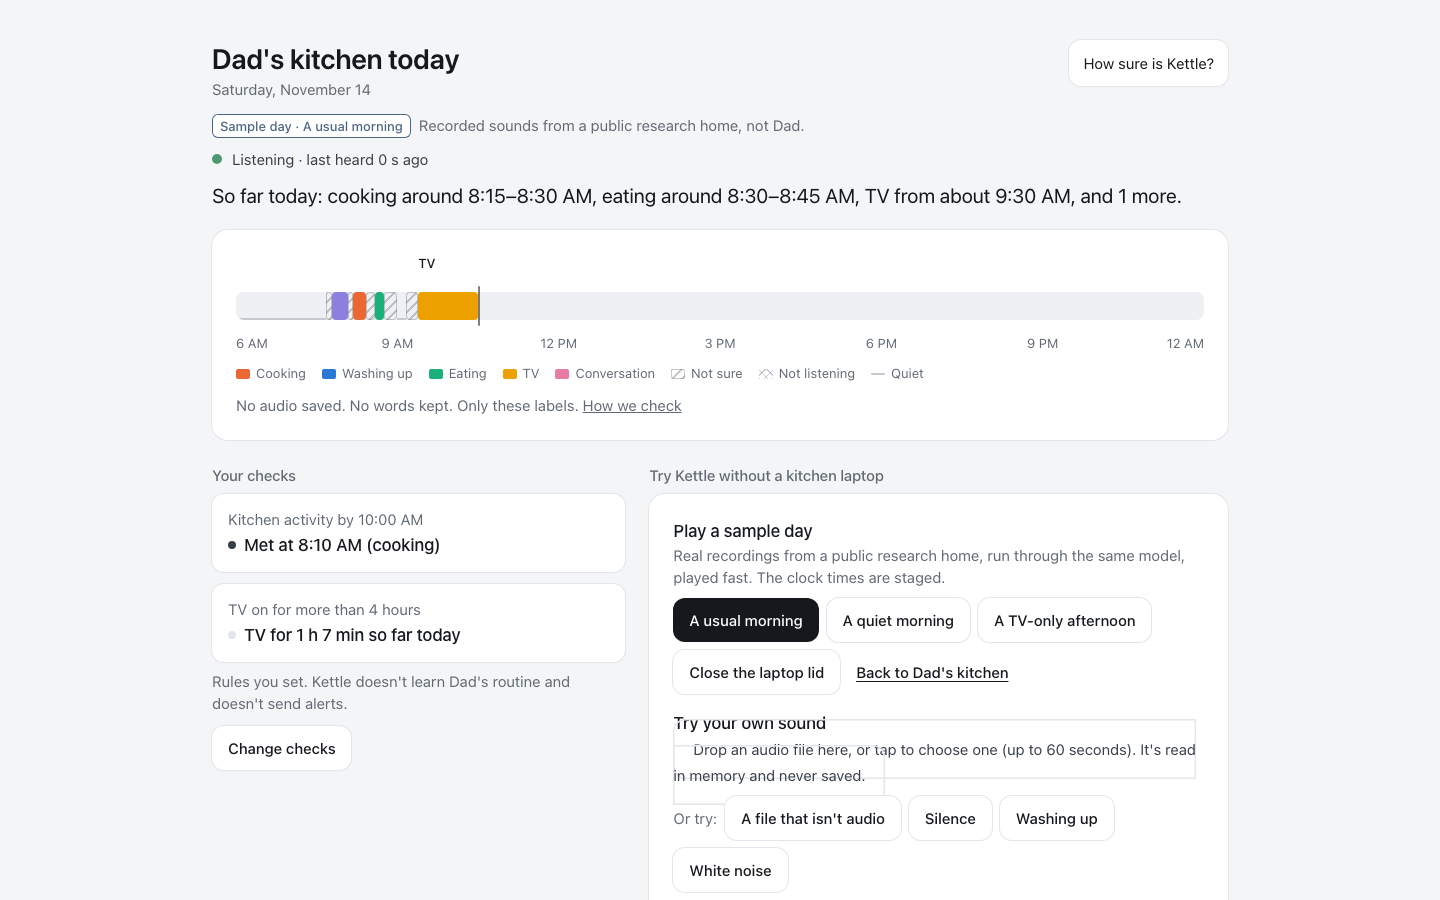 Dad's kitchen today
How sure is Kettle?
Saturday, November 14
Sample day · A usual morning Recorded sounds from a public research home, not Dad.
Listening · last heard 0 s ago
So far today: cooking around 8:15–8:30 AM, eating around 8:30–8:45 AM, TV from about 9:30 AM, and 1 more.
TV
6 AM 9 AM 12 PM 3 PM 6 PM 9 PM 12 AM
Cooking Washing up Eating TV Conversation Not sure Not listening Quiet
No audio saved. No words kept. Only these labels. How we check
Your checks
Kitchen activity by 10:00 AM
Met at 8:10 AM (cooking)
TV on for more than 4 hours
TV for 1 h 7 min so far today
Rules you set. Kettle doesn't learn Dad's routine and
doesn't send alerts.
Change checks
Try Kettle without a kitchen laptop
Play a sample day
Real recordings from a public research home, run through the same model,
played fast. The clock times are staged.
A usual morning A quiet morning A TV-only afternoon
Close the laptop lid Back to Dad's kitchen
Try your own sound
Drop an audio file here, or tap to choose one (up to 60 seconds). It's read
in memory and never saved.
Or try: A file that isn't audio Silence Washing up
White noise